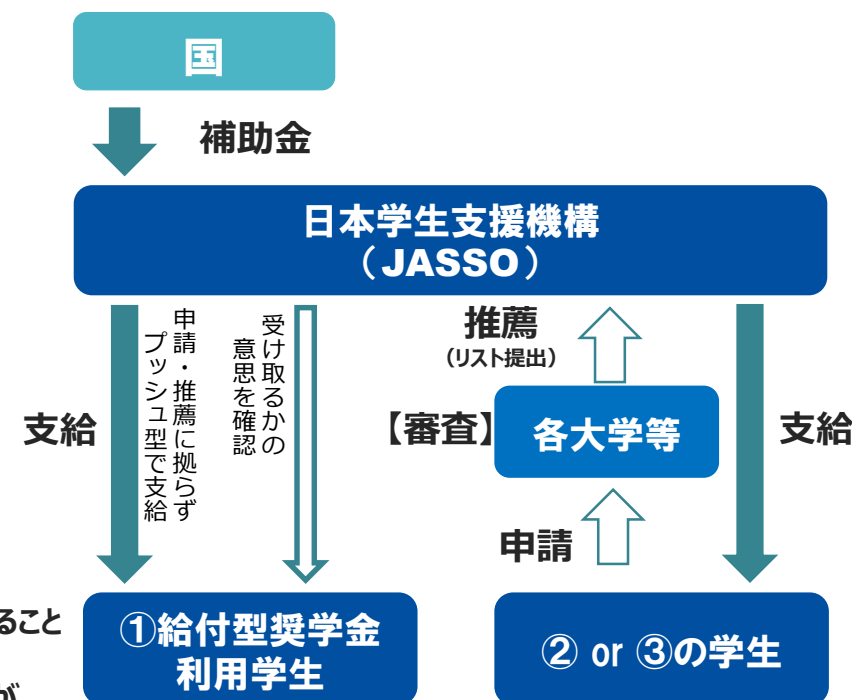 国
補助金
日本学生支援機構
（JASSO）
支給
申請・推薦に拠らず
プッシュ型で支給
受け取るかの
意思を確認
推薦
（リスト提出）
【審査】
各大学等
支給
申請
ること
が
①給付型奨学金
利用学生
② or ③の学生